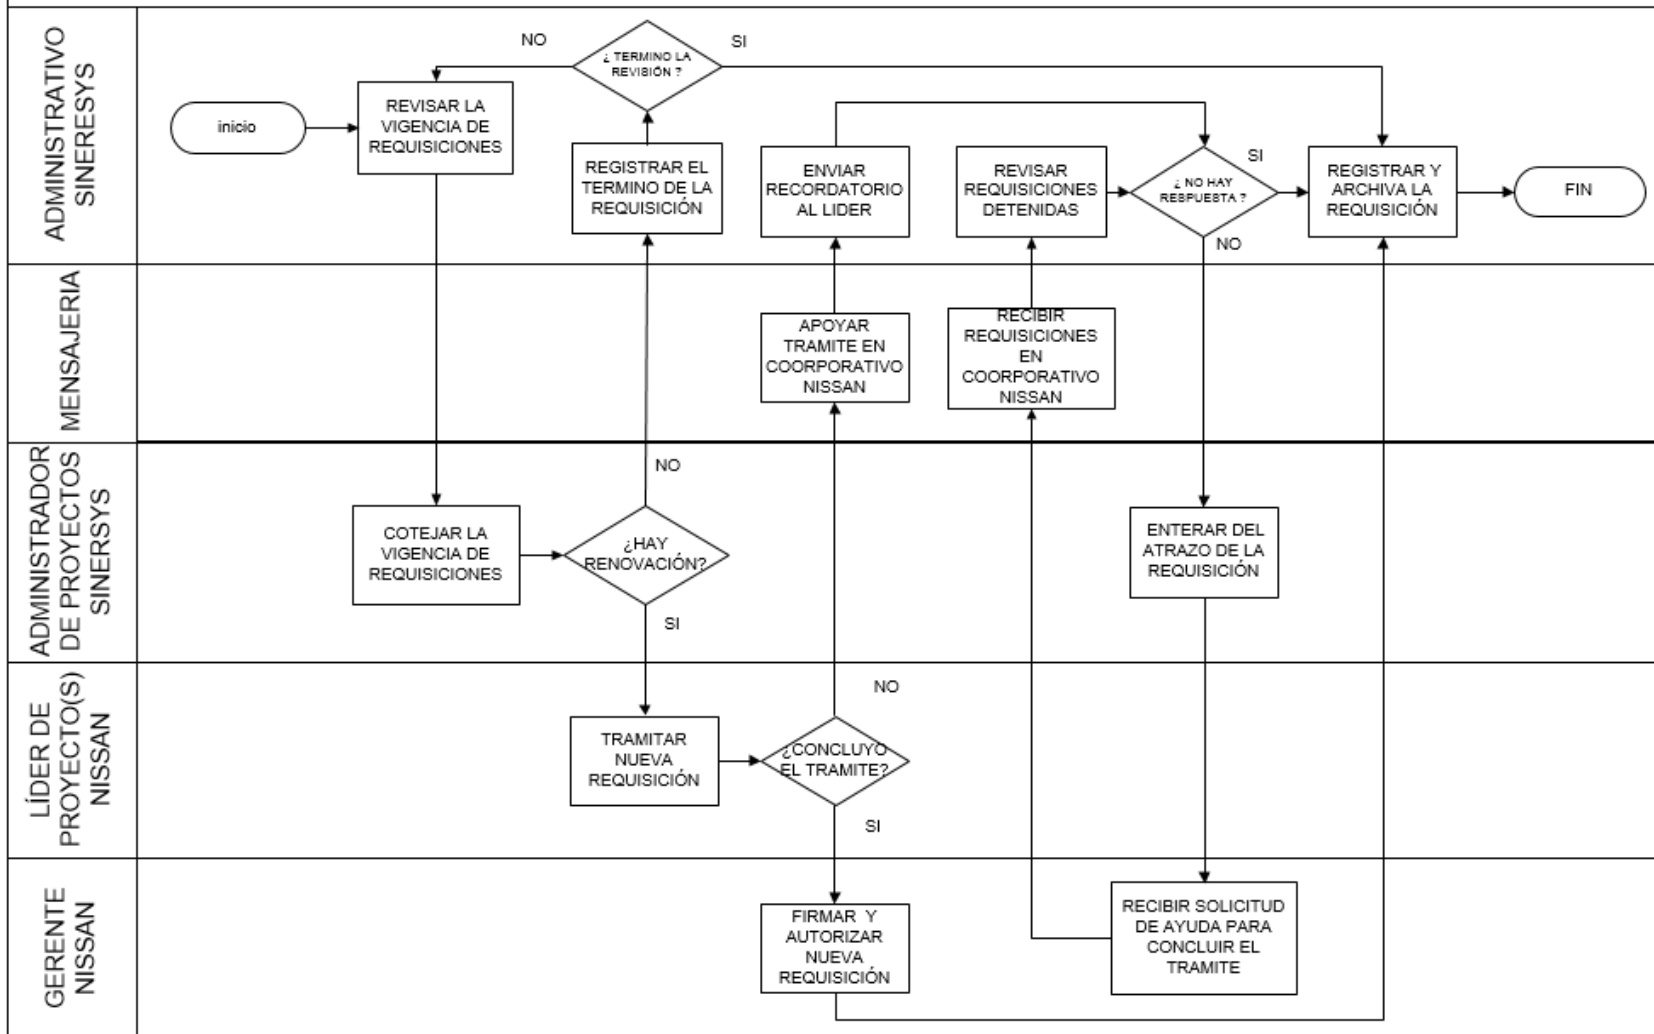 ADMINISTRATIVO
SINERESYS
inicio
REVISAR LA
VIGENCIA DE
REQUISICIONES
NO
¿ TERMINO LA
REVISIÓN ?
SI
REGISTRAR EL
TERMINO DE LA
REQUISICIÓN
ENVIAR
RECORDATORIO
AL LIDER
REVISAR
REQUISICIONES
DETENIDAS
¿ NO HAY
RESPUESTA ?
SI
NO
REGISTRAR Y
ARCHIVA LA
REQUISICIÓN
FIN
MENSAJERIA
APOYAR
TRAMITE EN
COORPORATIVO
NISSAN
RECIBIR
REQUISICIONES
EN
COORPORATIVO
NISSAN
ADMINISTRADOR
DE PROYECTOS
SINERSYS
COTEJAR LA
VIGENCIA DE
REQUISICIONES
NO
¿HAY
RENOVACIÓN?
SI
ENTERAR DEL
ATRAZO DE LA
REQUISICIÓN
LÍDER DE
PROYECTO(S)
NISSAN
TRAMITAR
NUEVA
REQUISICIÓN
NO
¿CONCLUYO
EL TRAMITE?
SI
GERENTE
NISSAN
FIRMAR Y
AUTORIZAR
NUEVA
REQUISICIÓN
RECIBIR SOLICITUD
DE AYUDA PARA
CONCLUIR EL
TRAMITE